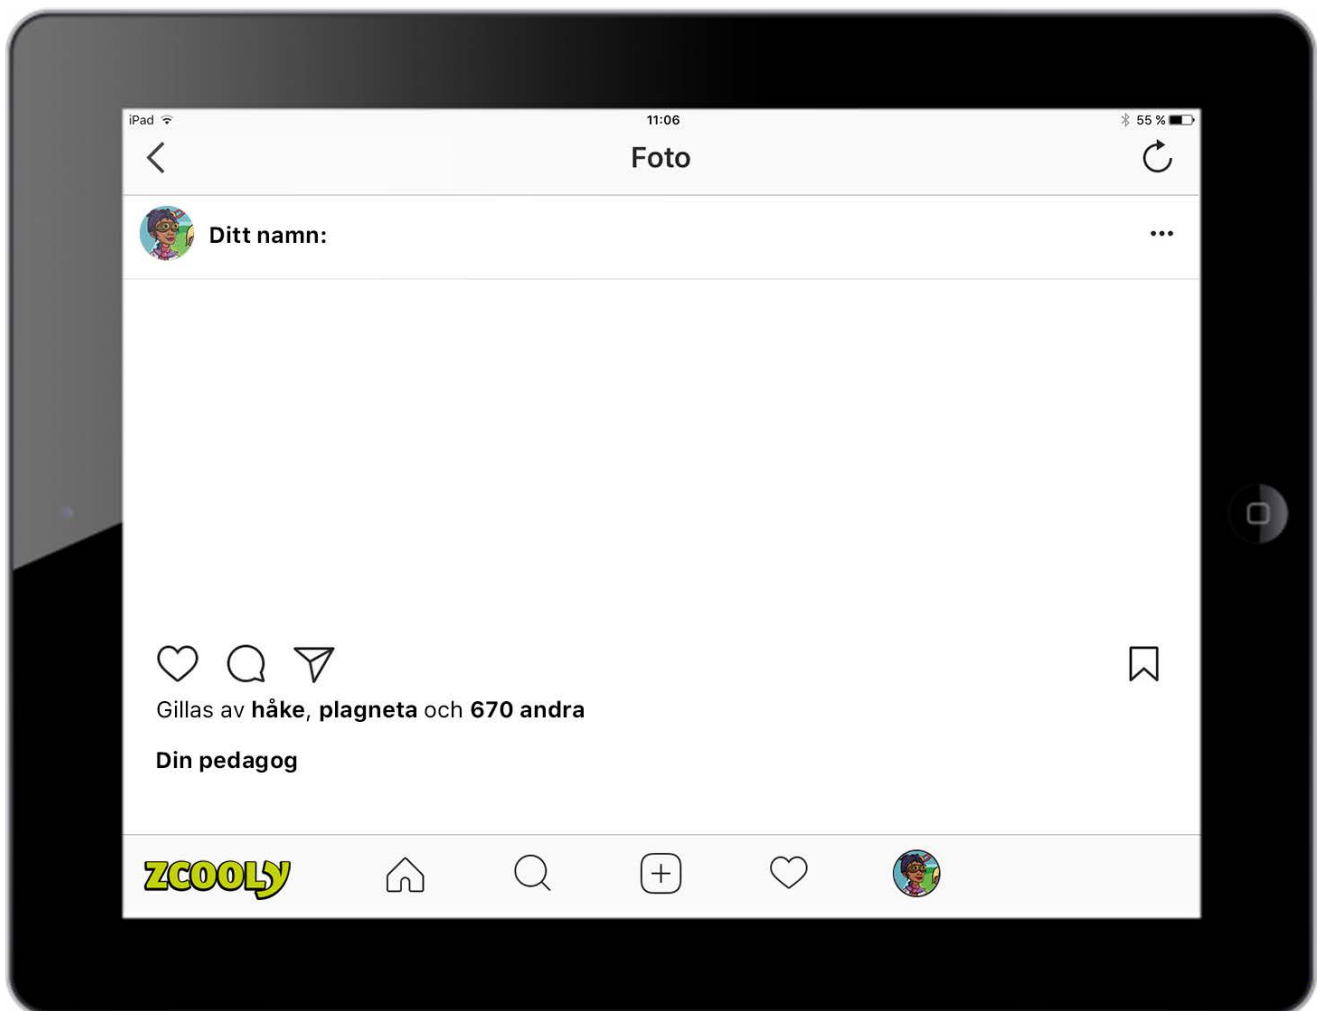 iPad 11:06 55 %
Foto
Ditt namn:
Gillas av håke, plagneta och 670 andra
Din pedagog
ZCOOLY